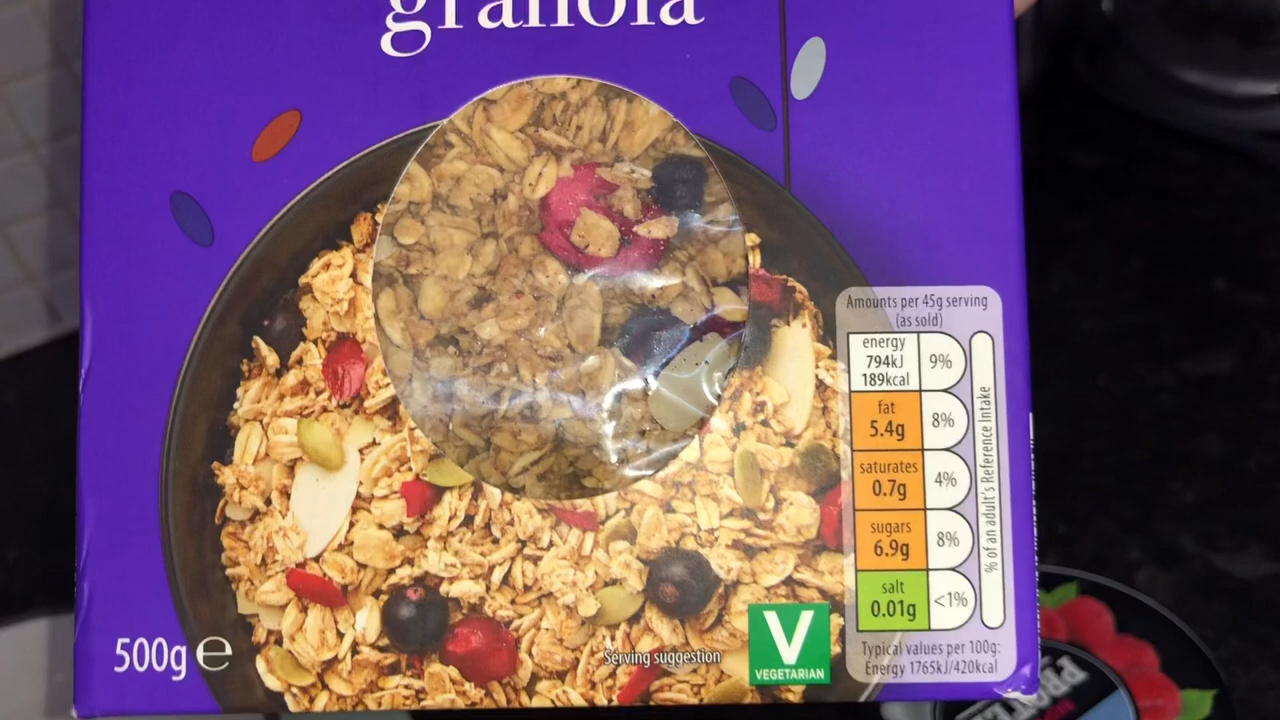 granola
Amounts per 45g serving
(as sold)
energy
794kJ
189kcal
9%
fat
5.4g
8%
saturates
0.7g
4%
sugars
6.9g
8%
salt
0.01g
<1%
% of an adult's Reference Intake
Typical values per 100g:
Energy 1765kJ/420kcal
V
VEGETARIAN
Serving suggestion
500g e